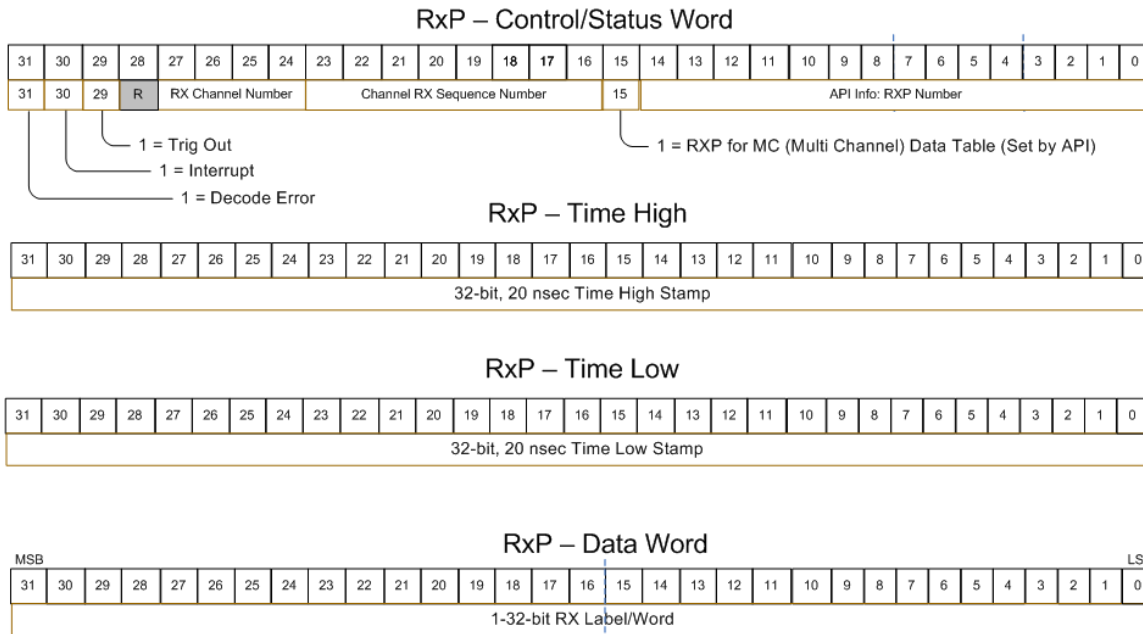 RxP – Control/Status Word
31 30 29 28 27 26 25 24 23 22 21 20 19 18 17 16 15 14 13 12 11 10 9 8 7 6 5 4 3 2 1 0
31 30 29 R RX Channel Number Channel RX Sequence Number 15 API Info: RXP Number
1 = Trig Out 1 = RXP for MC (Multi Channel) Data Table (Set by API)
1 = Interrupt
1 = Decode Error
RxP – Time High
31 30 29 28 27 26 25 24 23 22 21 20 19 18 17 16 15 14 13 12 11 10 9 8 7 6 5 4 3 2 1 0
32-bit, 20 nsec Time High Stamp
RxP – Time Low
31 30 29 28 27 26 25 24 23 22 21 20 19 18 17 16 15 14 13 12 11 10 9 8 7 6 5 4 3 2 1 0
32-bit, 20 nsec Time Low Stamp
RxP – Data Word
MSB LS
31 30 29 28 27 26 25 24 23 22 21 20 19 18 17 16 15 14 13 12 11 10 9 8 7 6 5 4 3 2 1 0
1-32-bit RX Label/Word